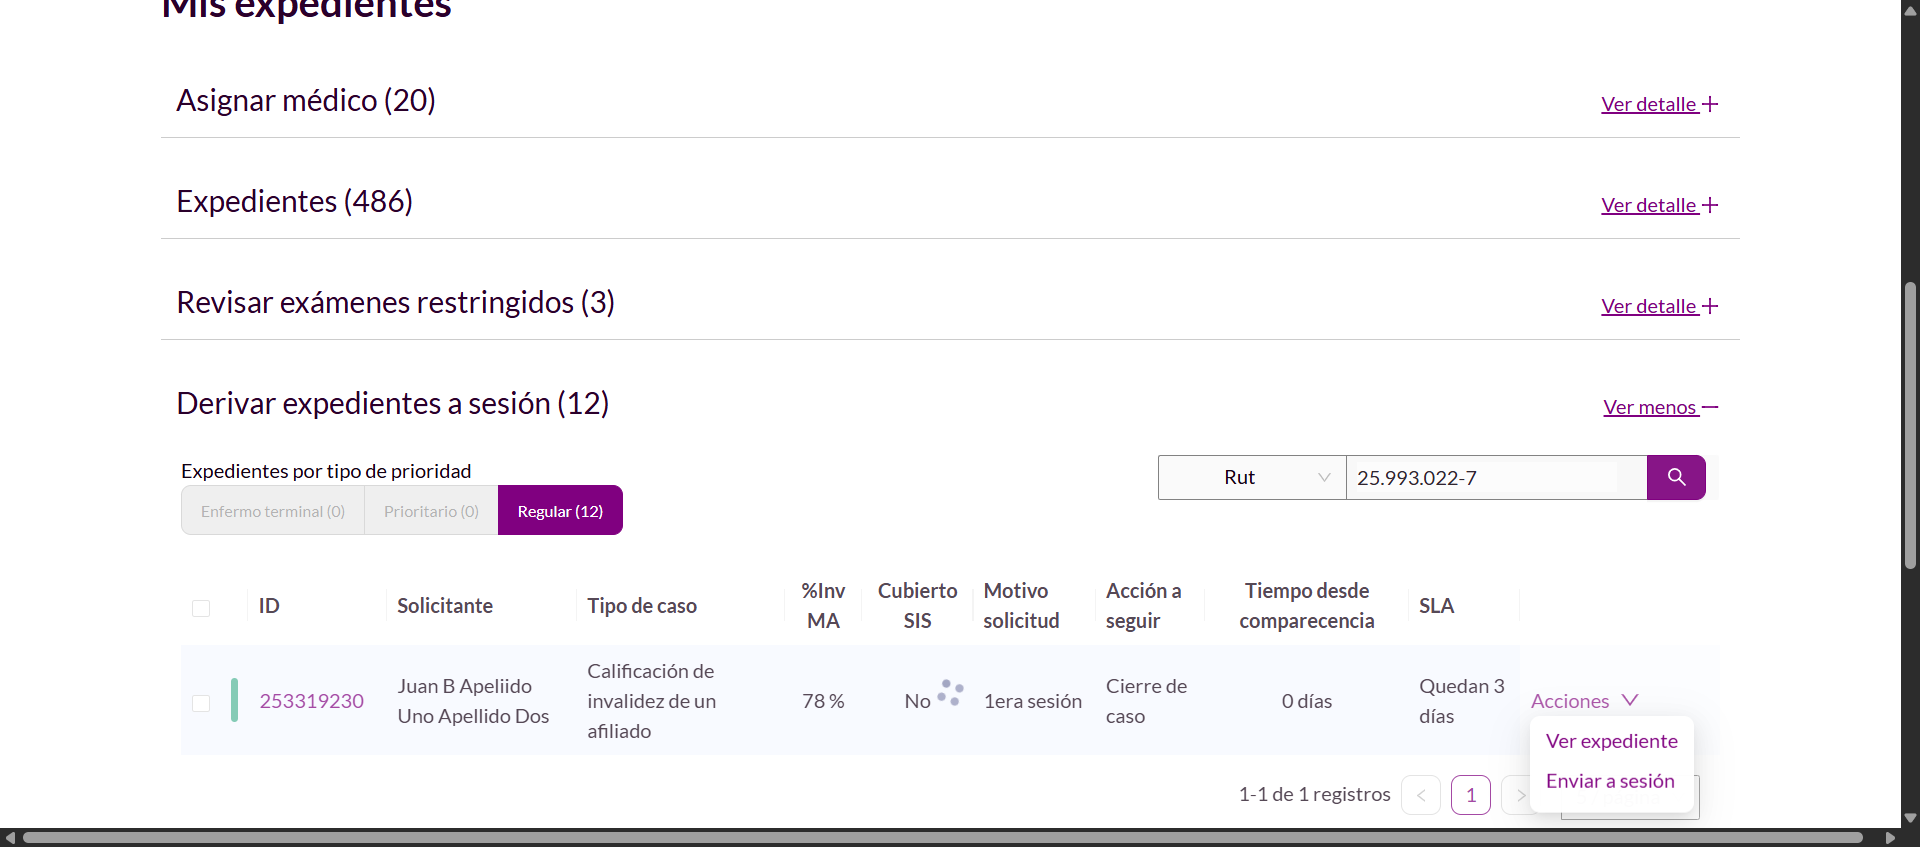 Mis expedientes
Asignar médico (20)
Ver detalle
Expedientes (486)
Ver detalle
Revisar exámenes restringidos (3)
Ver detalle
Derivar expedientes a sesión (12)
Ver menos
Expedientes por tipo de prioridad
Enfermo terminal (0)
Prioritario (0)
Regular (12)
Rut
25.993.022-7
ID
Solicitante
Tipo de caso
%Inv
MA
Cubierto
SIS
Motivo
solicitud
Acción a
seguir
Tiempo desde
comparecencia
SLA
253319230
Juan B Apeliido
Uno Apellido Dos
Calificación de
invalidez de un
afiliado
78 %
No
1era sesión
Cierre de
caso
0 días
Quedan 3
días
Acciones
Ver expediente
Enviar a sesión
1-1 de 1 registros
1